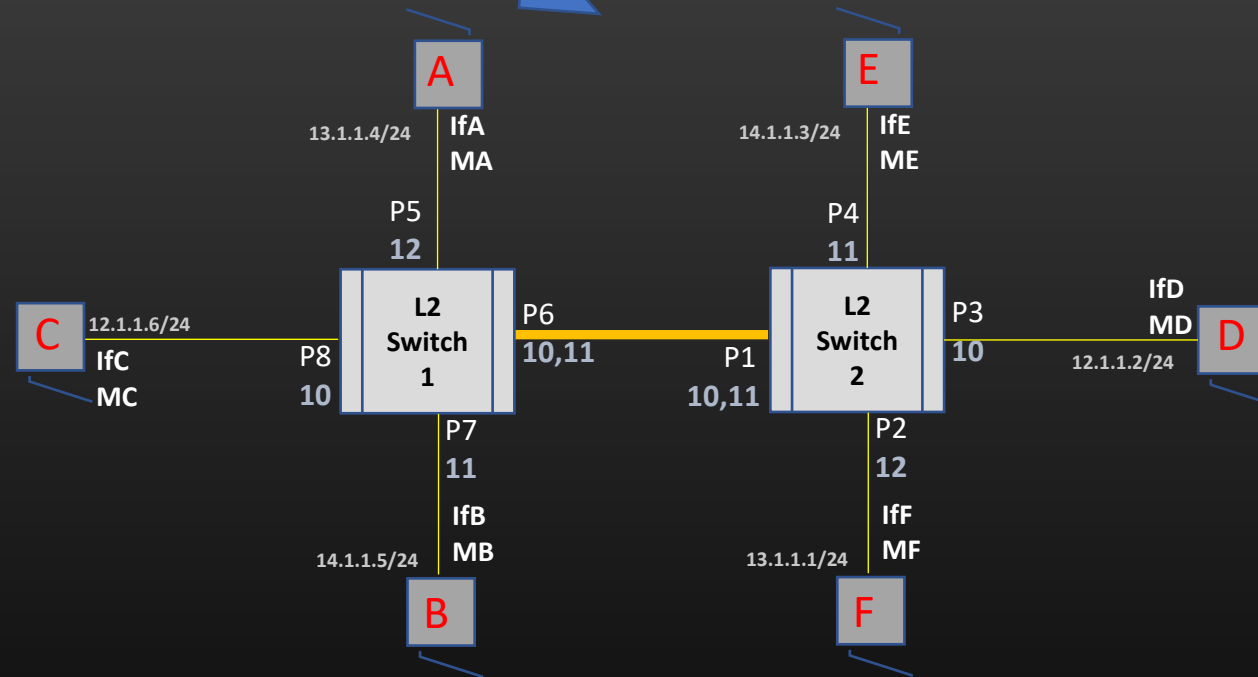 A
E
13.1.1.4/24
IfA
MA
14.1.1.3/24
IfE
ME
P5
12
P4
11
C
12.1.1.6/24
IfC
MC
P8
10
L2
Switch
1
P6
10,11
P1
10,11
L2
Switch
2
P3
10
IfD
MD
12.1.1.2/24
D
P7
11
P2
12
IfB
MB
14.1.1.5/24
IfF
MF
13.1.1.1/24
B
F